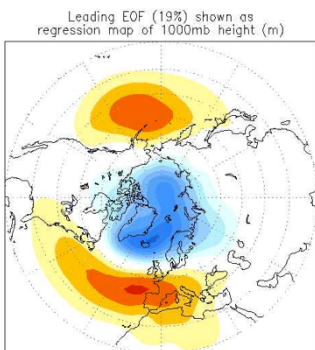 Leading EOF (19%) shown as
regression map of 1000mb height (m)